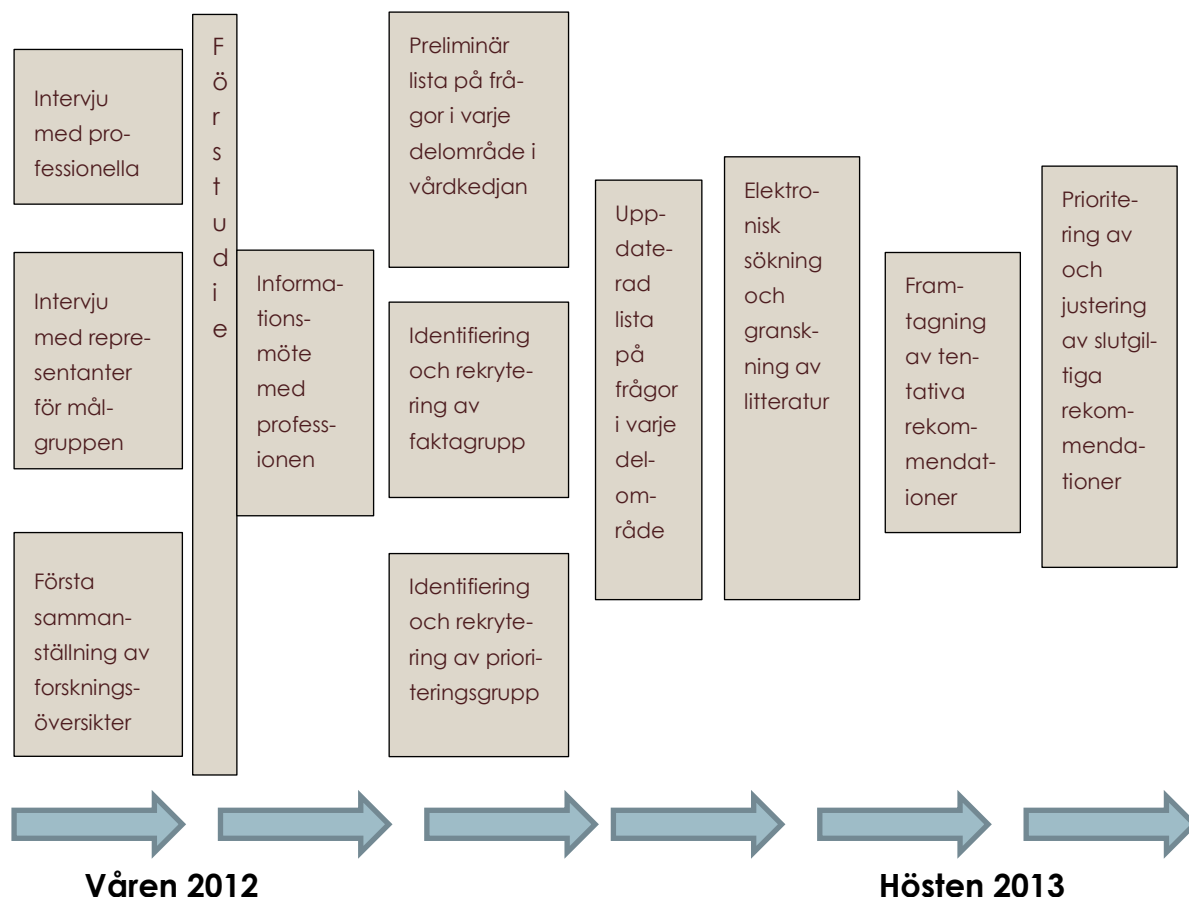 Intervju
med pro-
fessionella
Intervju
med repre-
sentanter
för mål-
gruppen
Första
samman-
ställning av
forsknings-
översikter
F
ö
r
s
t
u
d
i
e
Informa-
tions-
möte
med
profess-
ionen
Preliminär
lista på frå-
gor i varje
delområde i
vårdkedjan
Identifiering
och rekryte-
ring av
faktagrupp
Identifiering
och rekryte-
ring av priori-
teringsgrupp
Upp-
date-
rad
lista
på
frågor
i varje
del-
om-
råde
Elektro-
nisk
sökning
och
gransk-
ning av
litteratur
Fram-
tagning
av ten-
tativa
rekom-
mendat-
ioner
Priorite-
ring av
och
justering
av slutgil-
tiga
rekom-
menda-
tioner
Våren 2012
Hösten 2013